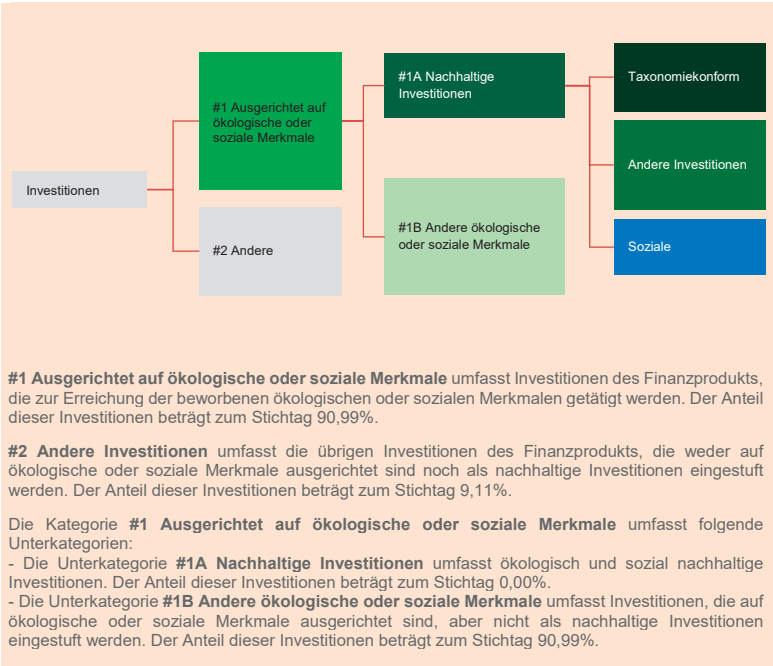 Investitionen
#1 Ausgerichtet auf
ökologische oder
soziale Merkmale
#2 Andere
#1A Nachhaltige
Investitionen
#1B Andere ökologische
oder soziale Merkmale
Taxonomiekonform
Andere Investitionen
Soziale
#1 Ausgerichtet auf ökologische oder soziale Merkmale umfasst Investitionen des Finanzprodukts,
die zur Erreichung der beworbenen ökologischen oder sozialen Merkmalen getätigt werden. Der Anteil
dieser Investitionen beträgt zum Stichtag 90,99%.
#2 Andere Investitionen umfasst die übrigen Investitionen des Finanzprodukts, die weder auf
ökologische oder soziale Merkmale ausgerichtet sind noch als nachhaltige Investitionen eingestuft
werden. Der Anteil dieser Investitionen beträgt zum Stichtag 9,11%.
Die Kategorie #1 Ausgerichtet auf ökologische oder soziale Merkmale umfasst folgende
Unterkategorien:
- Die Unterkategorie #1A Nachhaltige Investitionen umfasst ökologisch und sozial nachhaltige
Investitionen. Der Anteil dieser Investitionen beträgt zum Stichtag 0,00%.
- Die Unterkategorie #1B Andere ökologische oder soziale Merkmale umfasst Investitionen, die auf
ökologische oder soziale Merkmale ausgerichtet sind, aber nicht als nachhaltige Investitionen
eingestuft werden. Der Anteil dieser Investitionen beträgt zum Stichtag 90,99%.